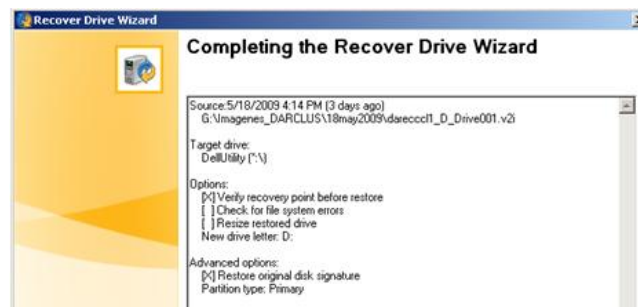 Recover Drive Wizard
Completing the Recover Drive Wizard
Source:5/18/2009 4:14 PM (3 days ago)
G:\Imagenes_DARCLUS\18may2009\darecccl1_D_Drive001.v2i
Target drive:
DellUtility (*:\)
Options:
[X] Verify recovery point before restore
[ ] Check for file system errors
[ ] Resize restored drive
New drive letter: D:
Advanced options:
[X] Restore original disk signature
Partition type: Primary